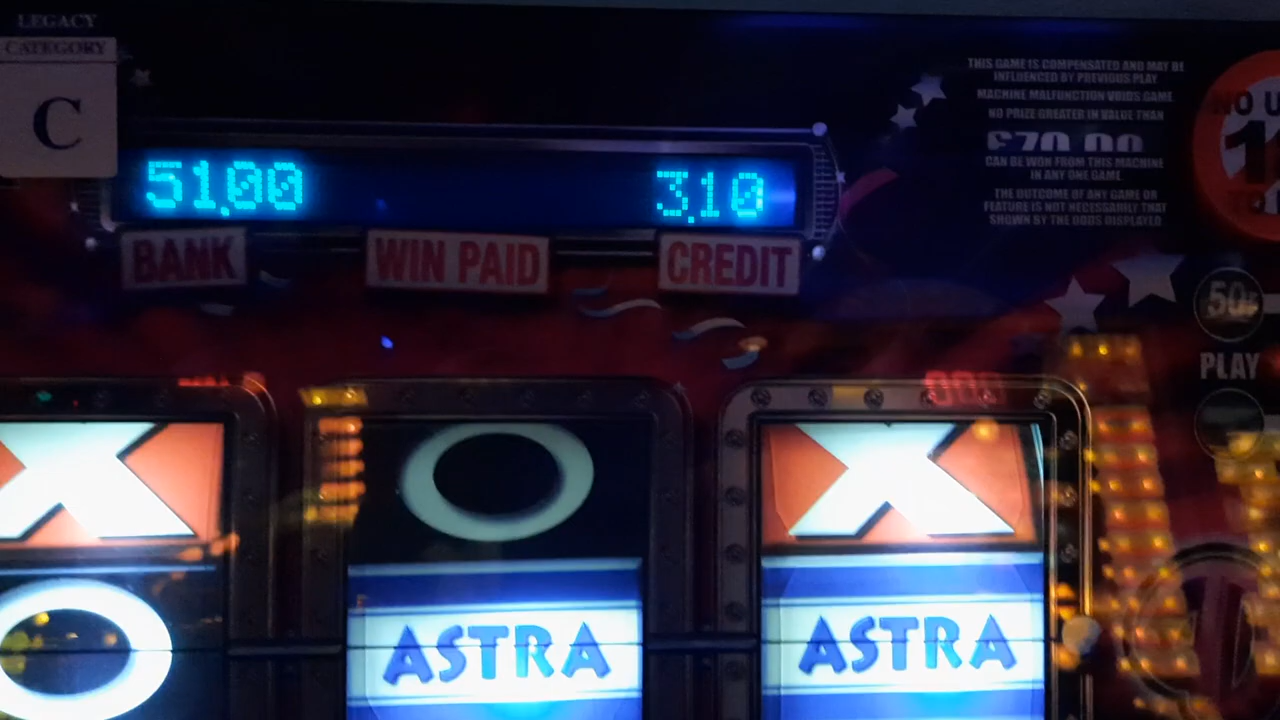 LEGACY
CATEGORY
C
51.00
3.10
BANK
WIN PAID
CREDIT
THIS GAME IS COMPENSATED AND MAY BE
INFLUENCED BY PREVIOUS PLAY
MACHINE MALFUNCTION VOIDS GAME
NO PRIZE GREATER IN VALUE THAN
£70.00
CAN BE WON FROM THIS MACHINE
IN ANY ONE GAME.
THE OUTCOME OF ANY GAME OR
FEATURE IS NOT NECESSARILY THAT
SHOWN BY THE ODDS DISPLAYED
NO U
1
50P
PLAY
X
O
X
O
ASTRA
ASTRA